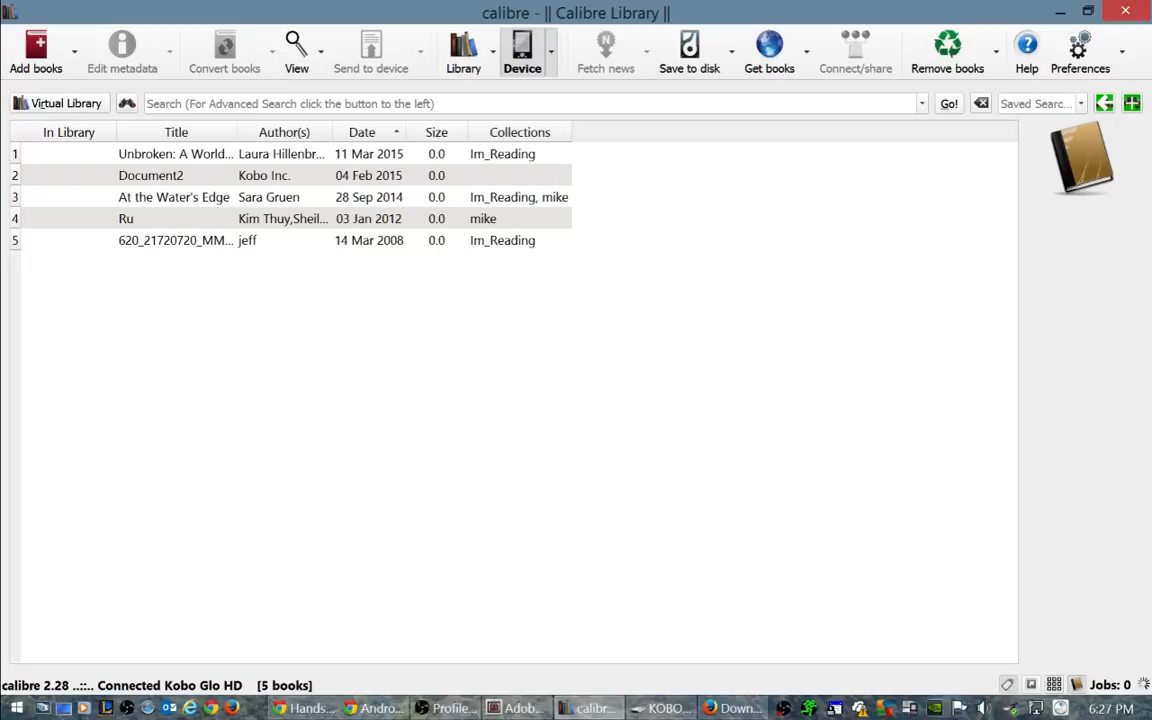 calibre - || Calibre Library ||
Add books Edit metadata Convert books View Send to device Library Device Fetch news Save to disk Get books Connect/share Remove books Help Preferences
Virtual Library Search (For Advanced Search click the button to the left) Go! Saved Searc...
In Library Title Author(s) Date Size Collections
1 Unbroken: A World... Laura Hillenbr... 11 Mar 2015 0.0 Im_Reading
2 Document2 Kobo Inc. 04 Feb 2015 0.0
3 At the Water's Edge Sara Gruen 28 Sep 2014 0.0 Im_Reading, mike
4 Ru Kim Thuy,Sheil... 03 Jan 2012 0.0 mike
5 620_21720720_MM... jeff 14 Mar 2008 0.0 Im_Reading
calibre 2.28 ..::.. Connected Kobo Glo HD [5 books] Jobs: 0
Hands... Andro... Profile... Adob... calibr... KOBO... Down... 6:27 PM